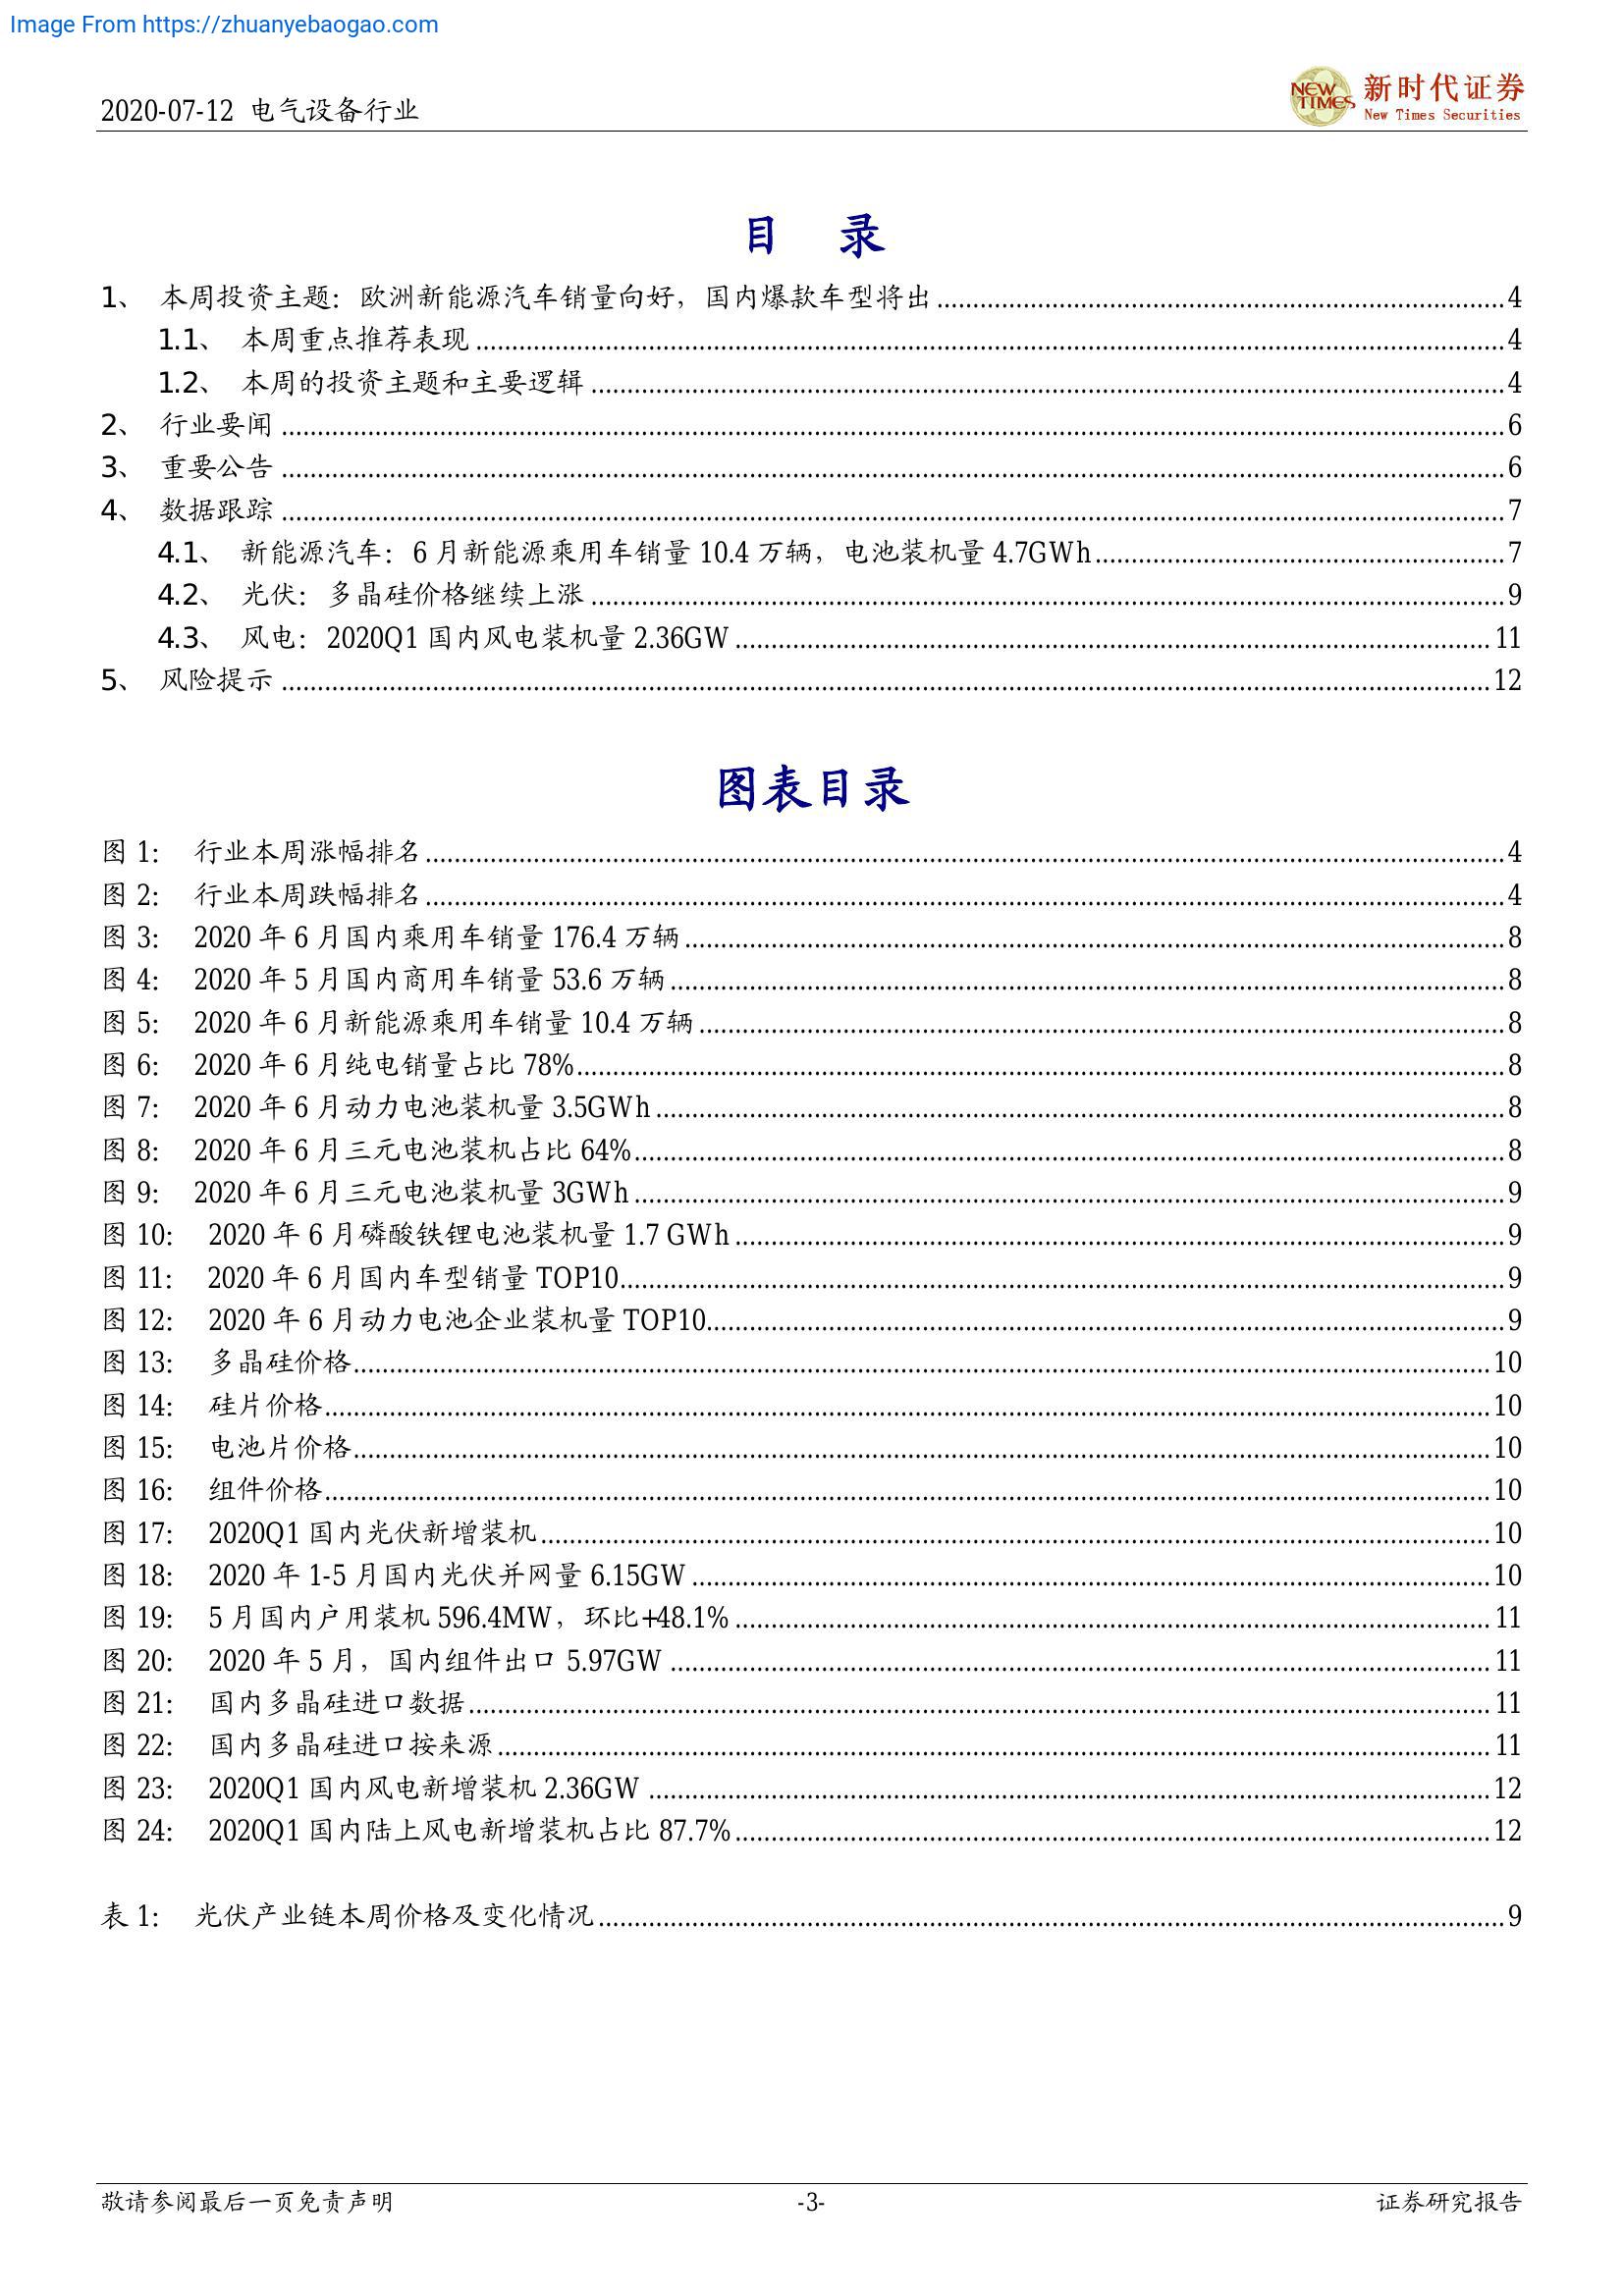 Image From https://zhuanyebaogao.com
2020-07-12 电气设备行业
NEW TIMES
新时代证券
New Times Securities
目 录
1、 本周投资主题：欧洲新能源汽车销量向好，国内爆款车型将出 4
1.1、 本周重点推荐表现 4
1.2、 本周的投资主题和主要逻辑 4
2、 行业要闻 6
3、 重要公告 6
4、 数据跟踪 7
4.1、 新能源汽车：6 月新能源乘用车销量 10.4 万辆，电池装机量 4.7GWh 7
4.2、 光伏：多晶硅价格继续上涨 9
4.3、 风电：2020Q1 国内风电装机量 2.36GW 11
5、 风险提示 12
图表目录
图 1: 行业本周涨幅排名 4
图 2: 行业本周跌幅排名 4
图 3: 2020 年 6 月国内乘用车销量 176.4 万辆 8
图 4: 2020 年 5 月国内商用车销量 53.6 万辆 8
图 5: 2020 年 6 月新能源乘用车销量 10.4 万辆 8
图 6: 2020 年 6 月纯电销量占比 78% 8
图 7: 2020 年 6 月动力电池装机量 3.5GWh 8
图 8: 2020 年 6 月三元电池装机占比 64% 8
图 9: 2020 年 6 月三元电池装机量 3GWh 9
图 10: 2020 年 6 月磷酸铁锂电池装机量 1.7 GWh 9
图 11: 2020 年 6 月国内车型销量 TOP10 9
图 12: 2020 年 6 月动力电池企业装机量 TOP10 9
图 13: 多晶硅价格 10
图 14: 硅片价格 10
图 15: 电池片价格 10
图 16: 组件价格 10
图 17: 2020Q1 国内光伏新增装机 10
图 18: 2020 年 1-5 月国内光伏并网量 6.15GW 10
图 19: 5 月国内户用装机 596.4MW，环比+48.1% 11
图 20: 2020 年 5 月，国内组件出口 5.97GW 11
图 21: 国内多晶硅进口数据 11
图 22: 国内多晶硅进口按来源 11
图 23: 2020Q1 国内风电新增装机 2.36GW 12
图 24: 2020Q1 国内陆上风电新增装机占比 87.7% 12
表 1: 光伏产业链本周价格及变化情况 9
敬请参阅最后一页免责声明 -3- 证券研究报告